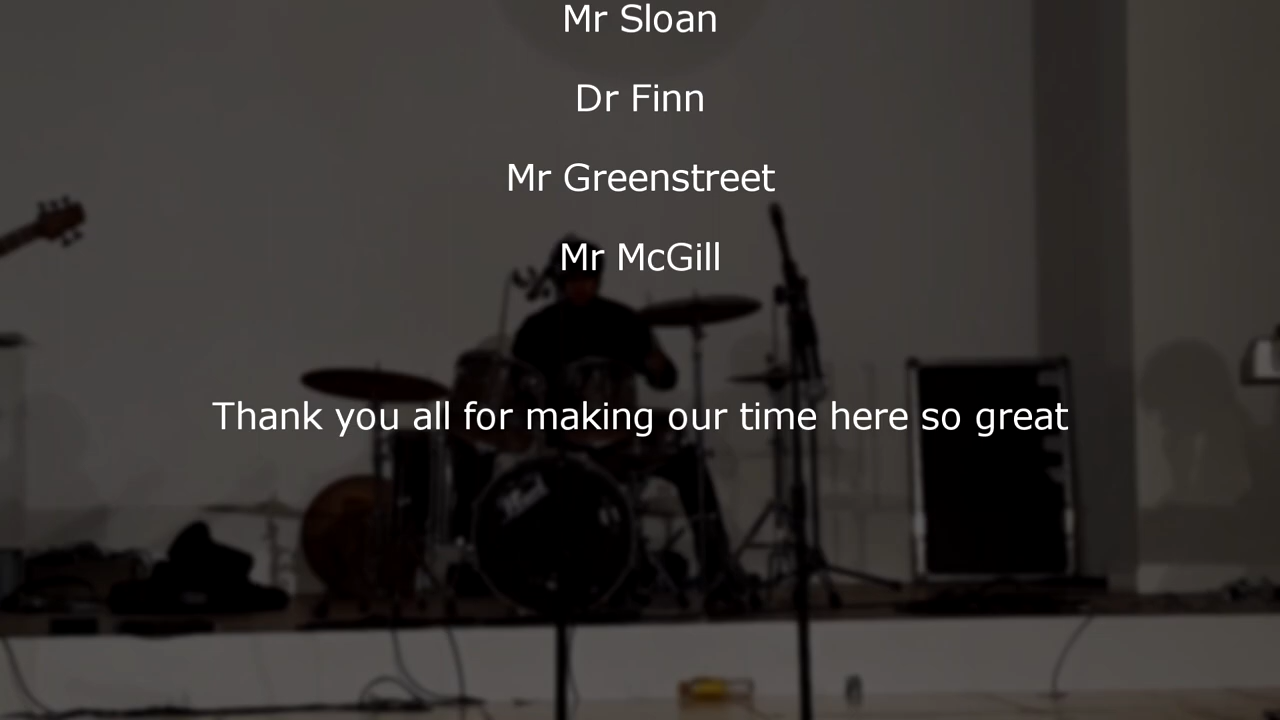 Mr Sloan
Dr Finn
Mr Greenstreet
Mr McGill
Thank you all for making our time here so great